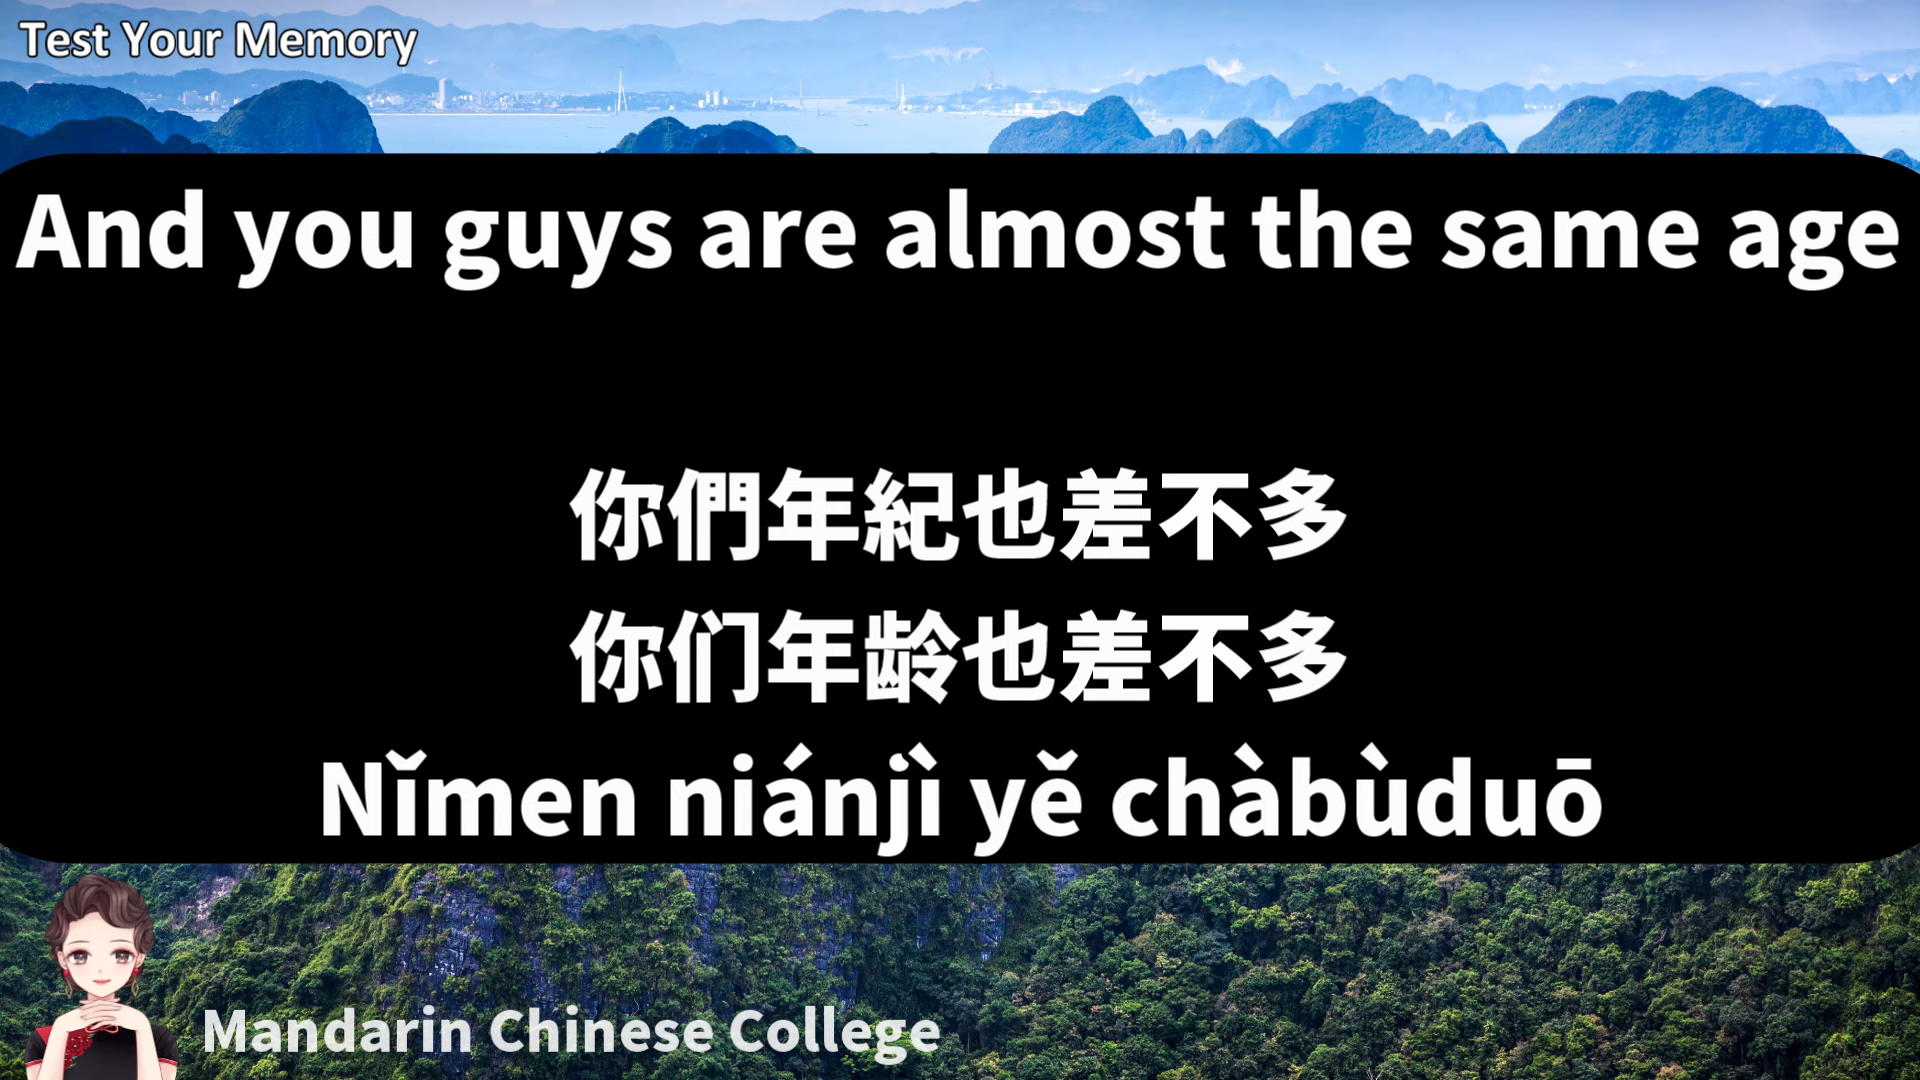 Test Your Memory
And you guys are almost the same age
你們年紀也差不多
你们年龄也差不多
Nǐmen niánjì yě chàbùduō
Mandarin Chinese College